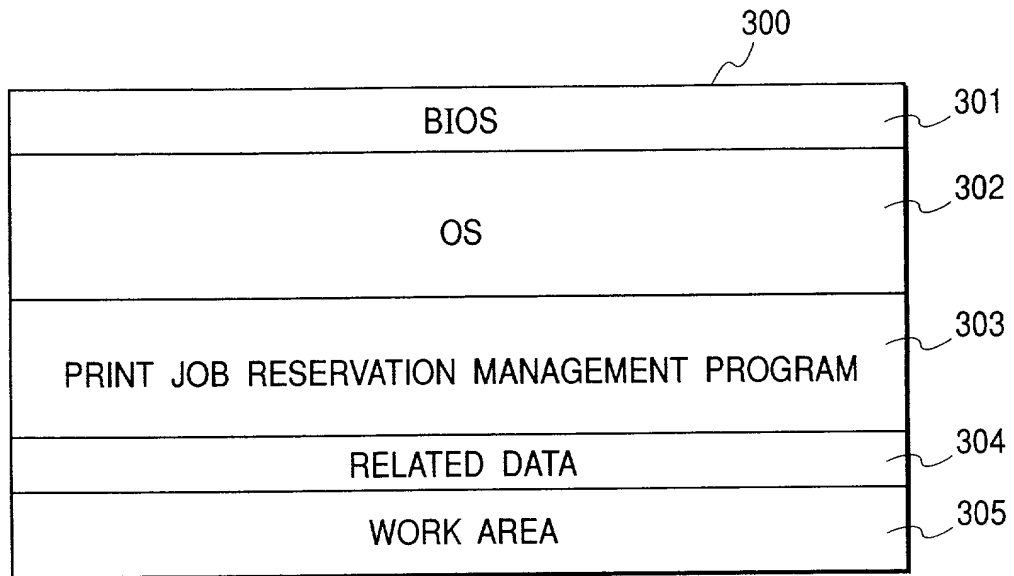 300
BIOS
301
OS
302
PRINT JOB RESERVATION MANAGEMENT PROGRAM
303
RELATED DATA
304
WORK AREA
305